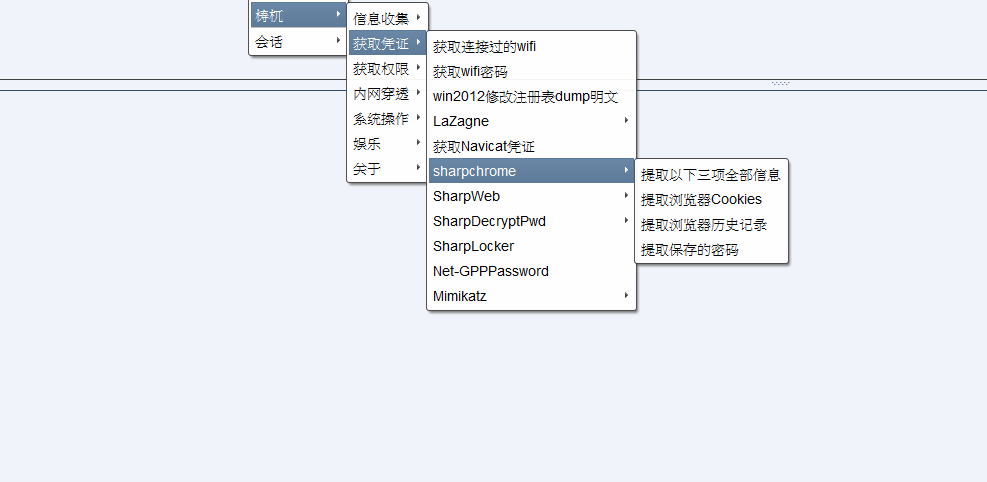 梼杌
会话
信息收集
获取凭证
获取权限
内网穿透
系统操作
娱乐
关于
获取连接过的wifi
获取wifi密码
win2012修改注册表dump明文
LaZagne
获取Navicat凭证
sharpchrome
SharpWeb
SharpDecryptPwd
SharpLocker
Net-GPPPassword
Mimikatz
提取以下三项全部信息
提取浏览器Cookies
提取浏览器历史记录
提取保存的密码